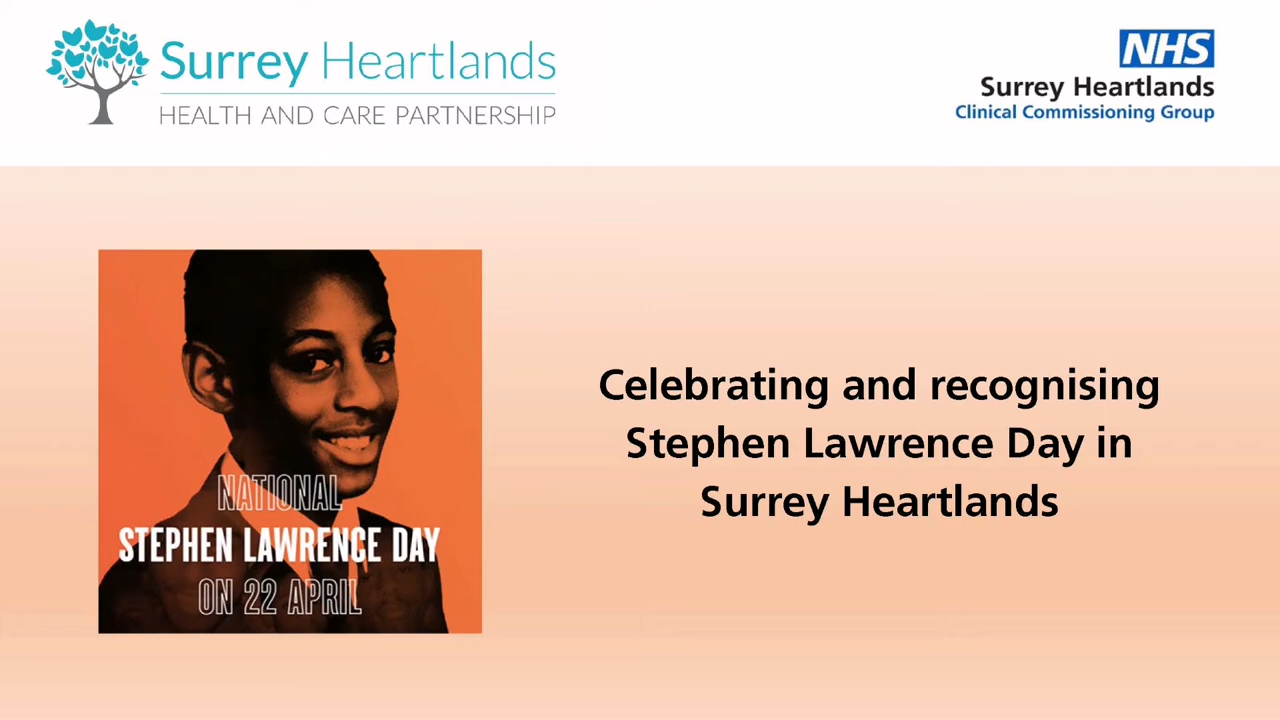 Surrey Heartlands
HEALTH AND CARE PARTNERSHIP
NHS
Surrey Heartlands
Clinical Commissioning Group
NATIONAL
STEPHEN LAWRENCE DAY
ON 22 APRIL
Celebrating and recognising
Stephen Lawrence Day in
Surrey Heartlands